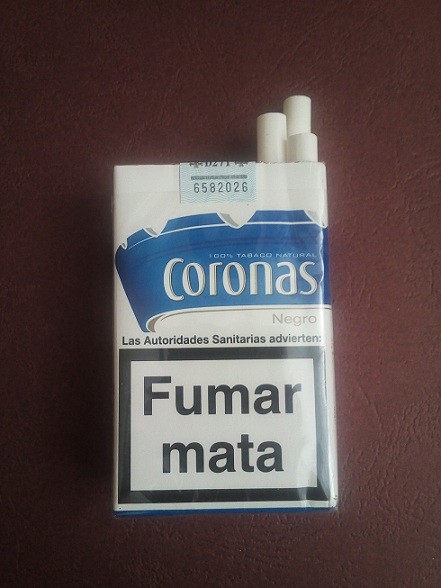 6582026
100% TABACO NATURAL
Coronas
Negro
Las Autoridades Sanitarias advierten:
Fumar
mata